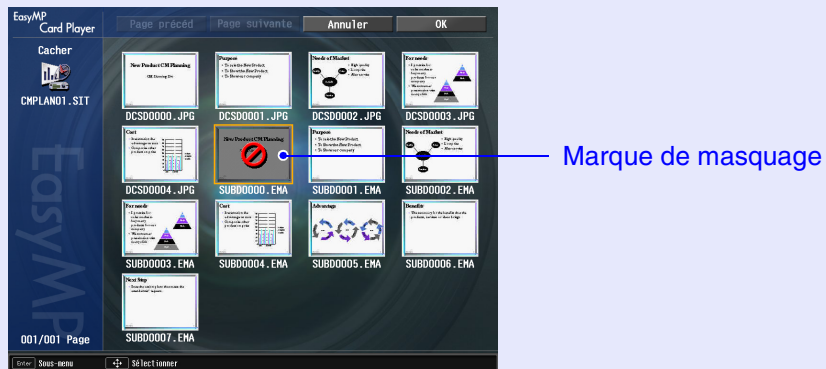 EasyMP
Card Player
Page précéd
Page suivante
Annuler
OK
Cacher
CMPLAN01.SIT
New Product CM Planning
Purpose
Needs of Market
For needs
DCSD0000.JPG
DCSD0001.JPG
DCSD0002.JPG
DCSD0003.JPG
Cost
New Product CM Planning
Purpose
Needs of Market
DCSD0004.JPG
SUBD0000.EMA
SUBD0001.EMA
SUBD0002.EMA
Marque de masquage
For needs
Cost
Advantage
Benefits
SUBD0003.EMA
SUBD0004.EMA
SUBD0005.EMA
SUBD0006.EMA
Next Step
SUBD0007.EMA
EasyMP
001/001 Page
Enter Sous-menu
Sélectionner